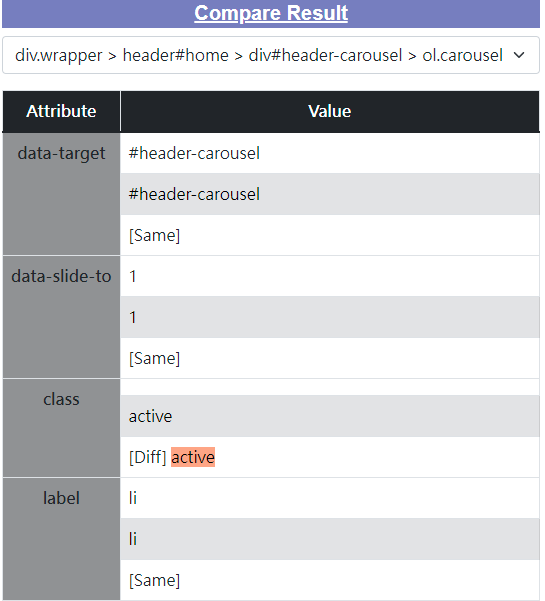 Compare Result
div.wrapper > header#home > div#header-carousel > ol.carousel
Attribute Value
data-target #header-carousel
#header-carousel
[Same]
data-slide-to 1
1
[Same]
class
active
[Diff] active
label li
li
[Same]